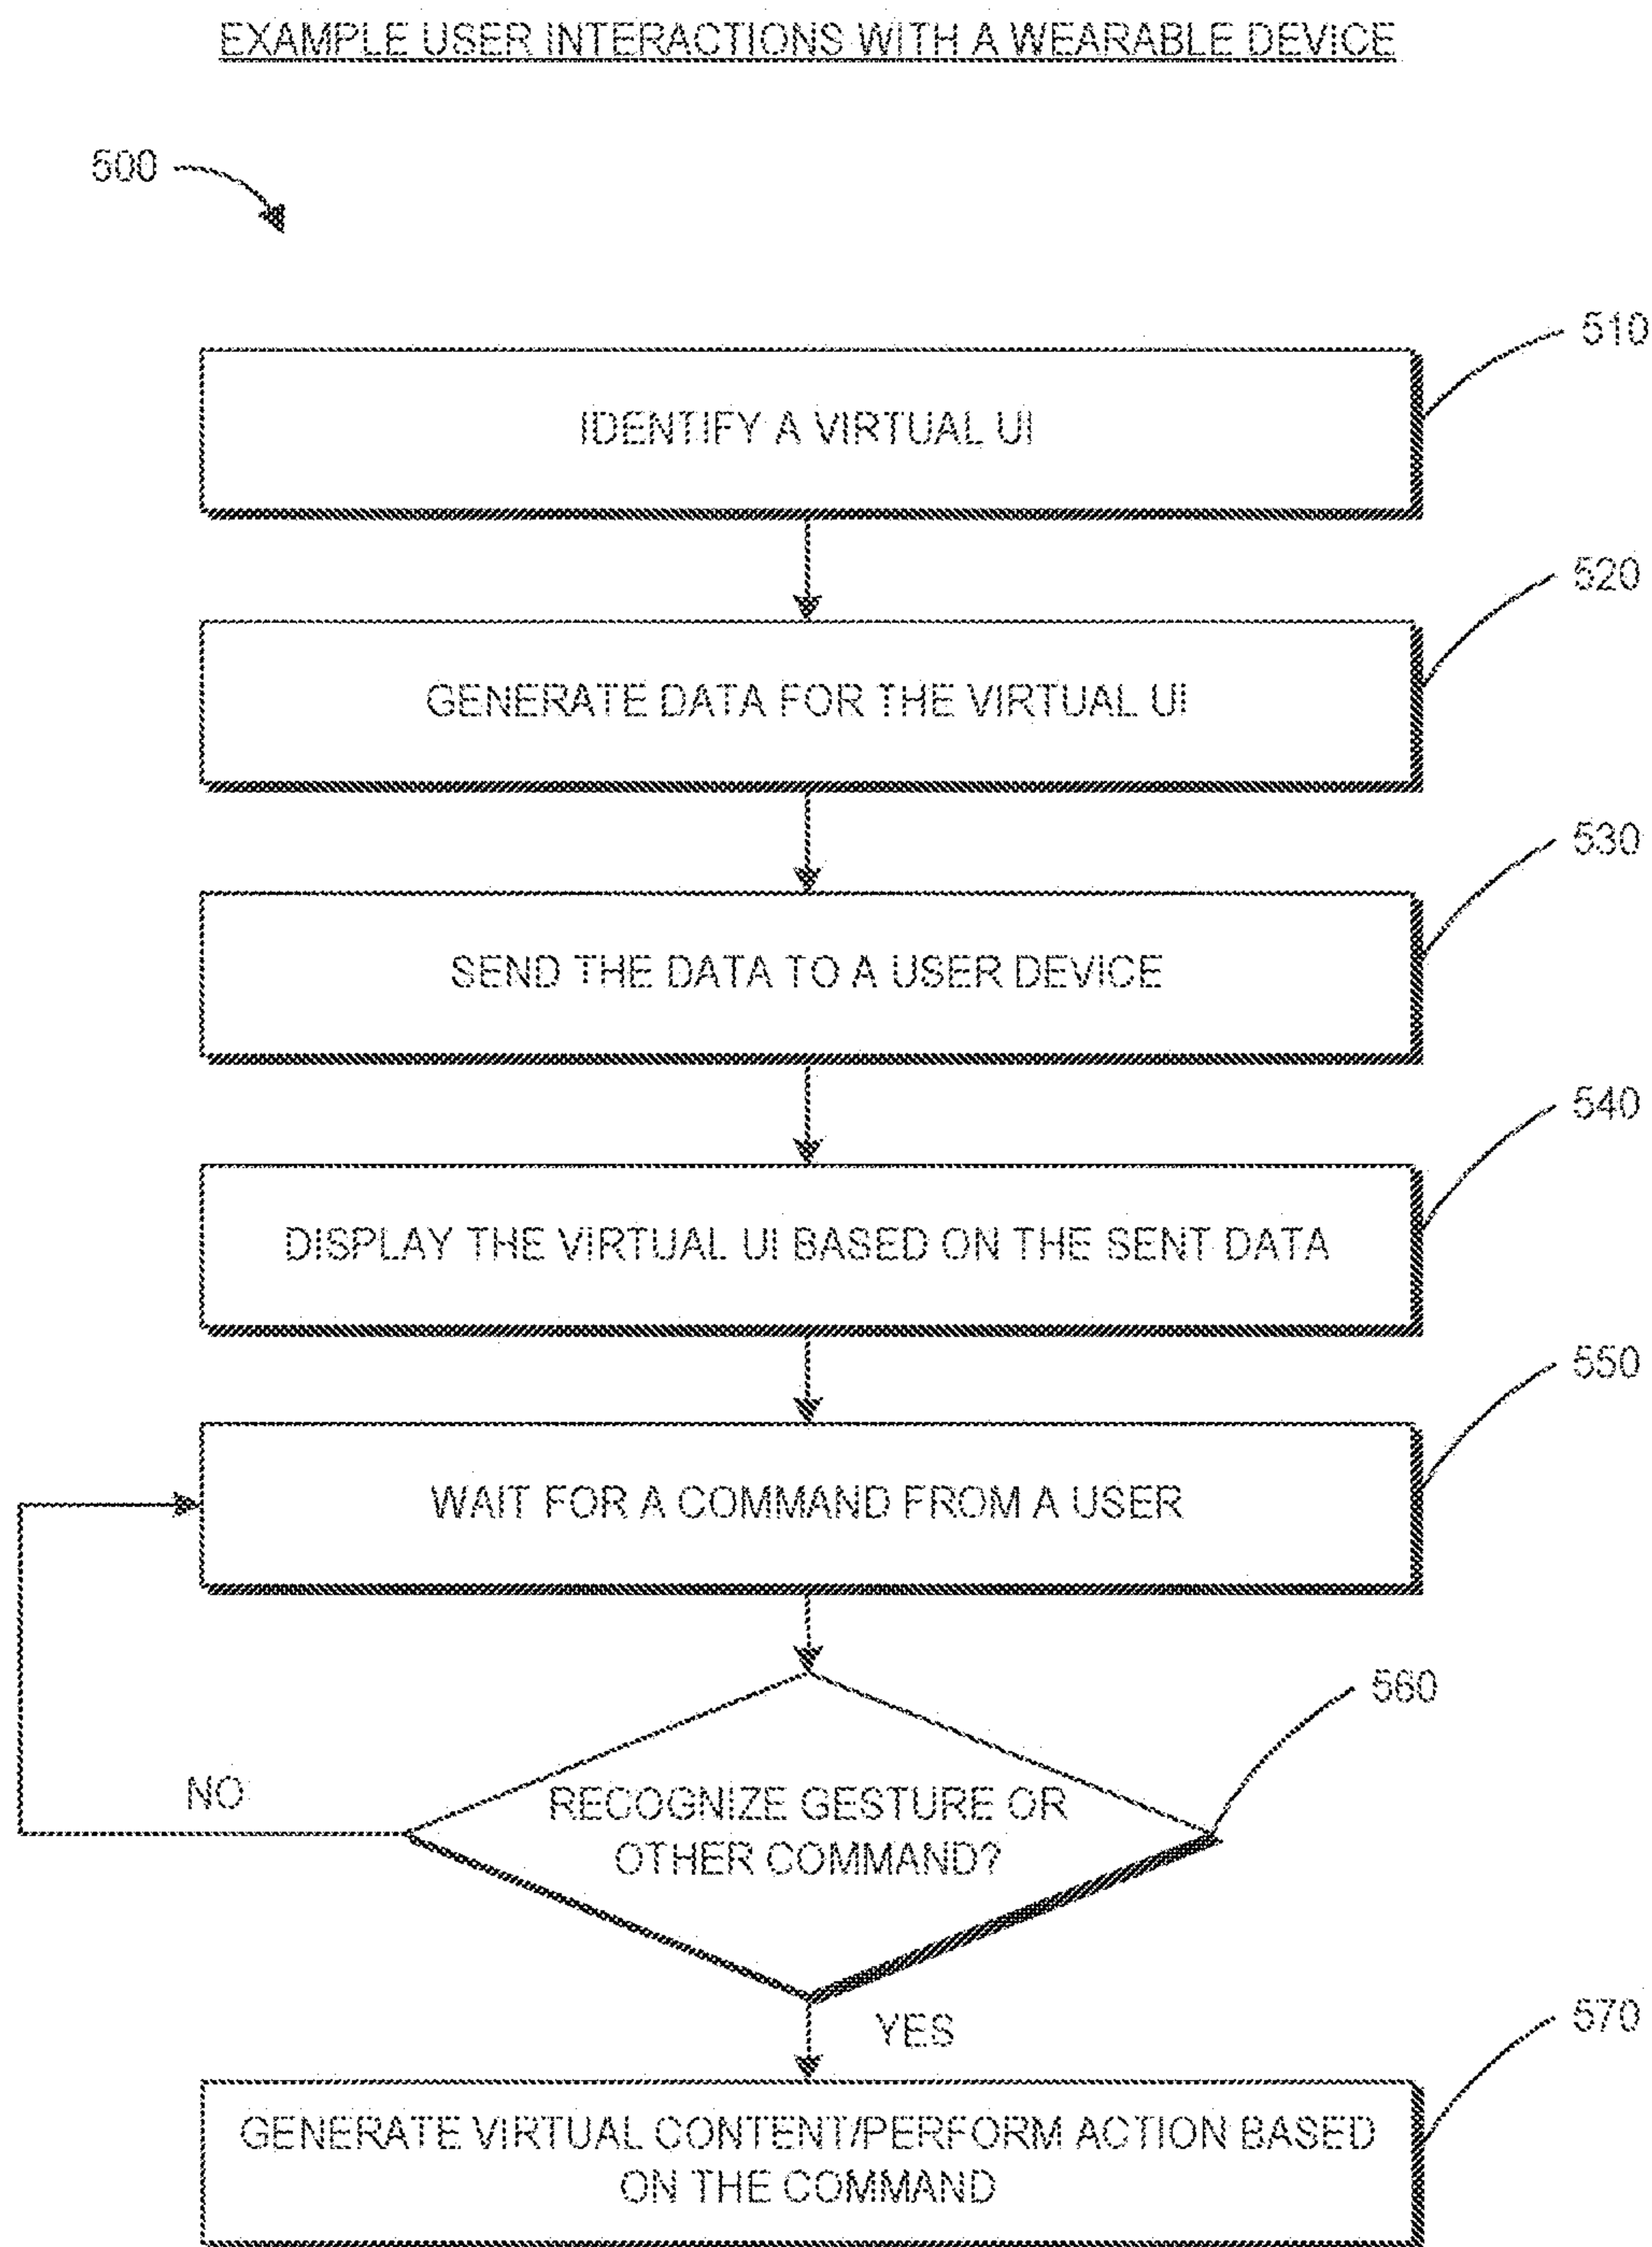 EXAMPLE USER INTERACTIONS WITH A WEARABLE DEVICE
500
510
IDENTIFY A VIRTUAL UI
520
GENERATE DATA FOR THE VIRTUAL UI
530
SEND THE DATA TO A USER DEVICE
540
DISPLAY THE VIRTUAL UI BASED ON THE SENT DATA
550
WAIT FOR A COMMAND FROM A USER
560
NO
RECOGNIZE GESTURE OR
OTHER COMMAND?
YES
570
GENERATE VIRTUAL CONTENT/PERFORM ACTION BASED
ON THE COMMAND